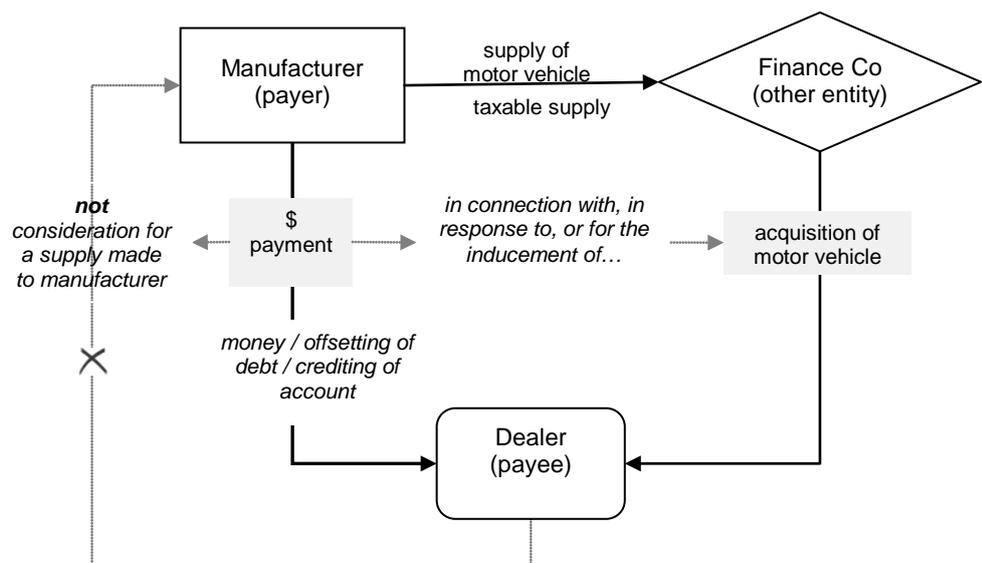 Manufacturer
(payer)
supply of
motor vehicle
taxable supply
Finance Co
(other entity)
not
consideration for
a supply made
to manufacturer
$
payment
in connection with, in
response to, or for the
inducement of…
acquisition of
motor vehicle
money / offsetting of
debt / crediting of
account
Dealer
(payee)